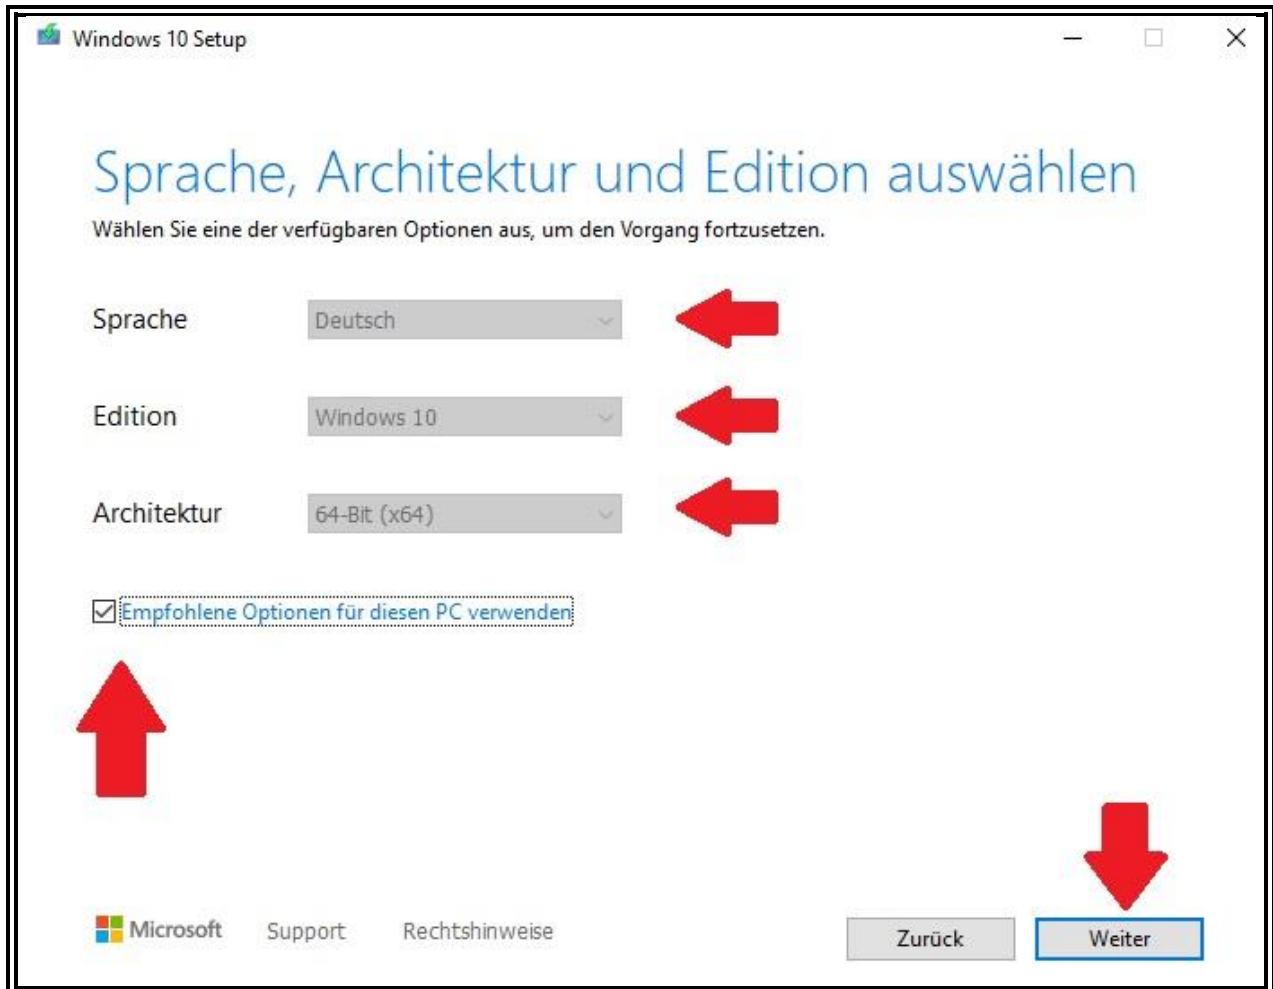 Windows 10 Setup
Sprache, Architektur und Edition auswählen
Wählen Sie eine der verfügbaren Optionen aus, um den Vorgang fortzusetzen.
Sprache Deutsch
Edition Windows 10
Architektur 64-Bit (x64)
Empfohlene Optionen für diesen PC verwenden
Microsoft Support Rechtshinweise Zurück Weiter